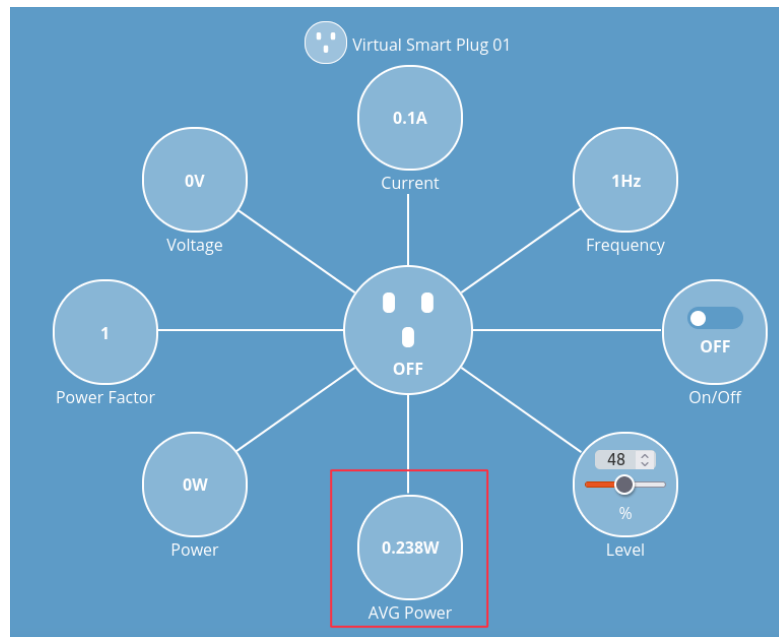 Virtual Smart Plug 01
0.1A
Current
0V
Voltage
1Hz
Frequency
1
Power Factor
OFF
OFF
On/Off
0W
Power
0.238W
AVG Power
48
%
Level